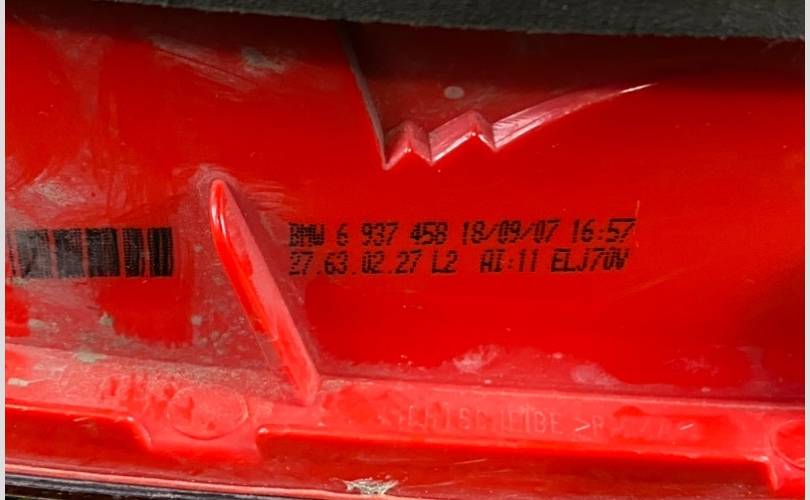 BMW 6 937 458 18/09/07 16:57
27.63.02.27 L2 AI:11 ELJ70V